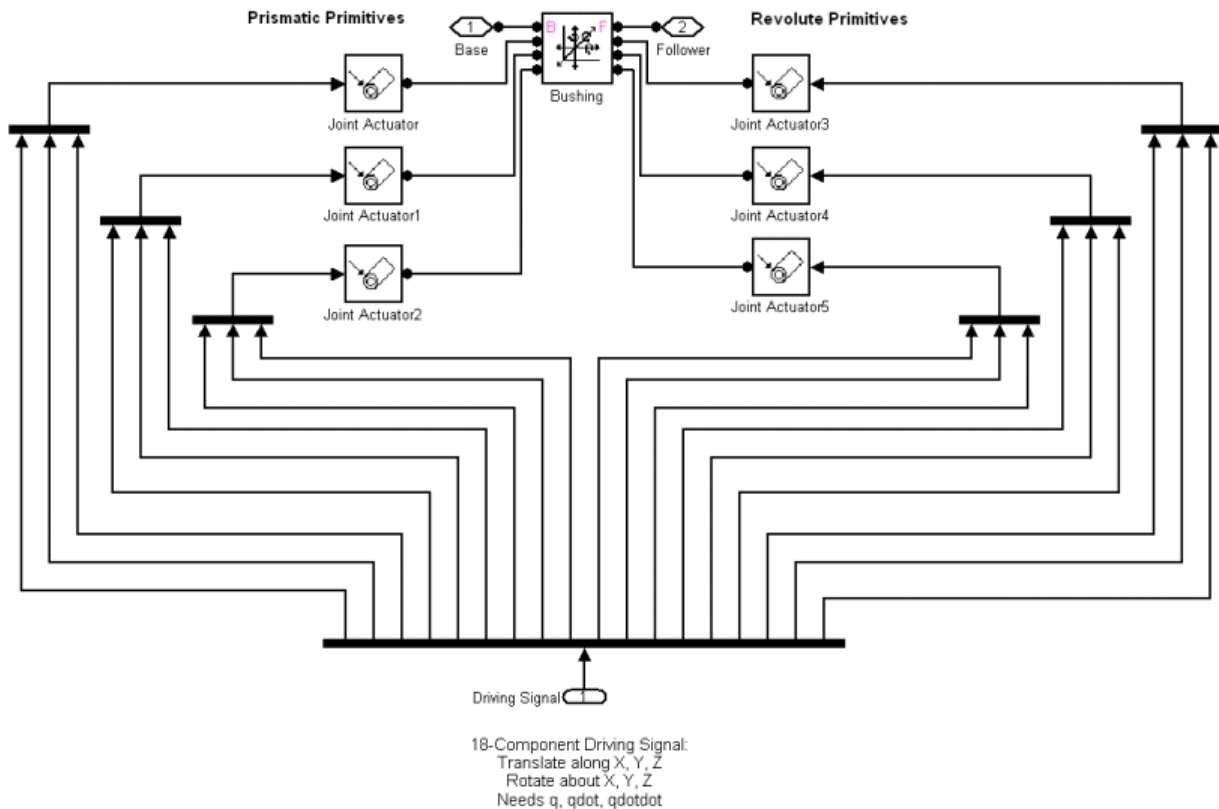 Prismatic Primitives
Revolute Primitives
1
B
F
2
Base
Follower
Bushing
Joint Actuator
Joint Actuator3
Joint Actuator1
Joint Actuator4
Joint Actuator2
Joint Actuator5
Driving Signal
1
18-Component Driving Signal:
Translate along X, Y, Z
Rotate about X, Y, Z
Needs q, qdot, qdotdot